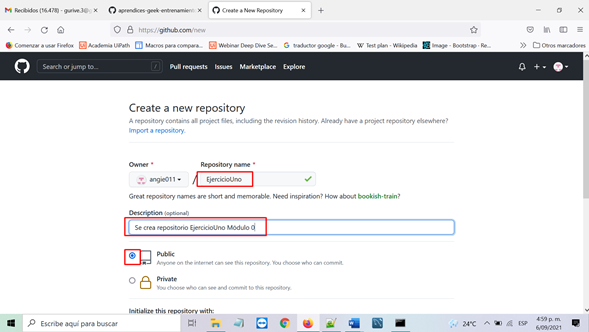 Recibidos (16.478) - gurive.3@g
aprendices-geek-entrenamient
Create a New Repository
https://github.com/new
Comenzar a usar Firefox
Academia UiPath
Macros para compara...
Webinar Deep Dive Se...
traductor google - Bu...
Test plan - Wikipedia
Image - Bootstrap - Re...
Otros marcadores
Search or jump to...
/
Pull requests
Issues
Marketplace
Explore
Create a new repository
A repository contains all project files, including the revision history. Already have a project repository elsewhere?
Import a repository.
Owner *
Repository name *
angie011
/
EjercicioUno
Great repository names are short and memorable. Need inspiration? How about bookish-train?
Description (optional)
Se crea repositorio EjercicioUno Módulo 0
Public
Anyone on the internet can see this repository. You choose who can commit.
Private
You choose who can see and commit to this repository.
Initialize this repository with:
Escribe aquí para buscar
24°C
ESP
4:59 p. m.
6/09/2021